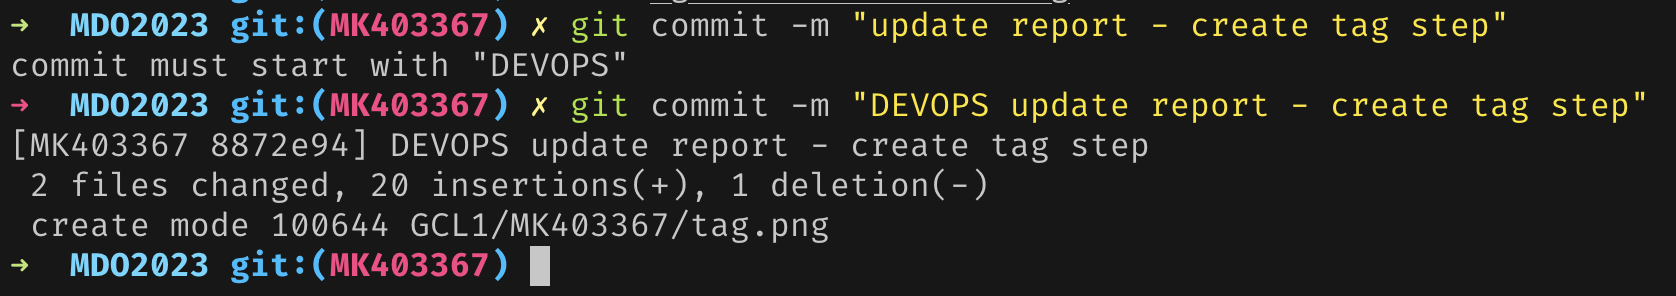 → MDO2023 git:(MK403367) ✗ git commit -m "update report - create tag step"
commit must start with "DEVOPS"
→ MDO2023 git:(MK403367) ✗ git commit -m "DEVOPS update report - create tag step"
[MK403367 8872e94] DEVOPS update report - create tag step
2 files changed, 20 insertions(+), 1 deletion(-)
create mode 100644 GCL1/MK403367/tag.png
→ MDO2023 git:(MK403367)